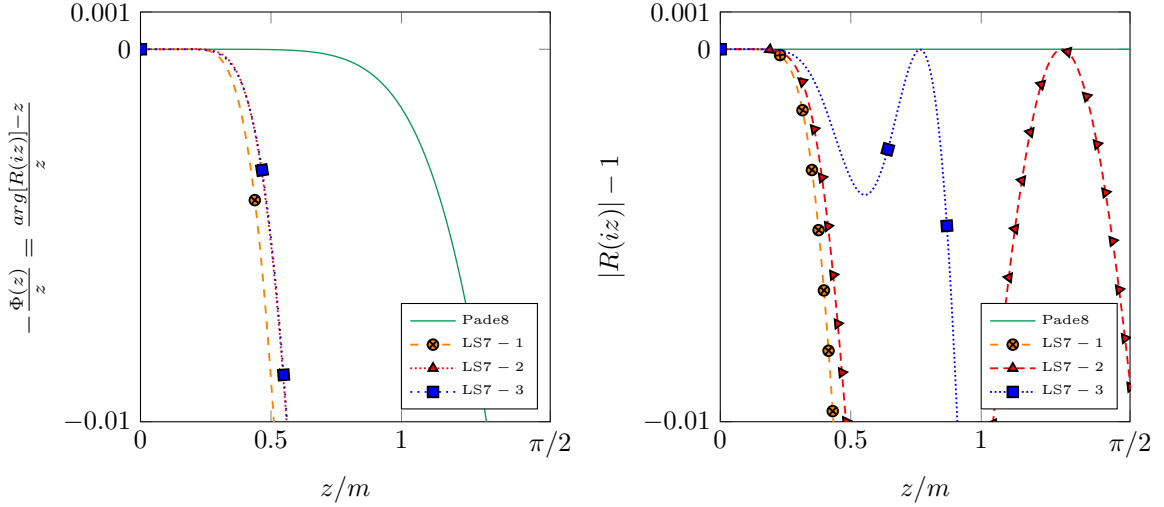 0.001
0
−0.01
0
0.5
1
π/2
z/m
−Φ(z)/z = arg[R(iz)]−z/z
Pade8
LS7 − 1
LS7 − 2
LS7 − 3
0.001
0
−0.01
0
0.5
1
π/2
z/m
|R(iz)| − 1
Pade8
LS7 − 1
LS7 − 2
LS7 − 3